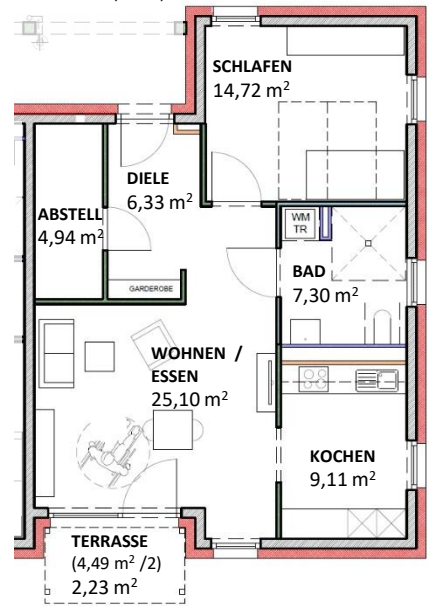 SCHLAFEN
14,72 m²
DIELE
6,33 m²
ABSTELL
4,94 m²
WM
TR
BAD
7,30 m²
GARDEROBE
WOHNEN /
ESSEN
25,10 m²
KOCHEN
9,11 m²
TERRASSE
(4,49 m² /2)
2,23 m²